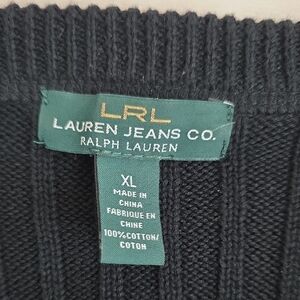 LRL
LAUREN JEANS CO.
RALPH LAUREN
XL
MADE IN
CHINA
FABRIQUE EN
CHINE
100%COTTON/
COTON